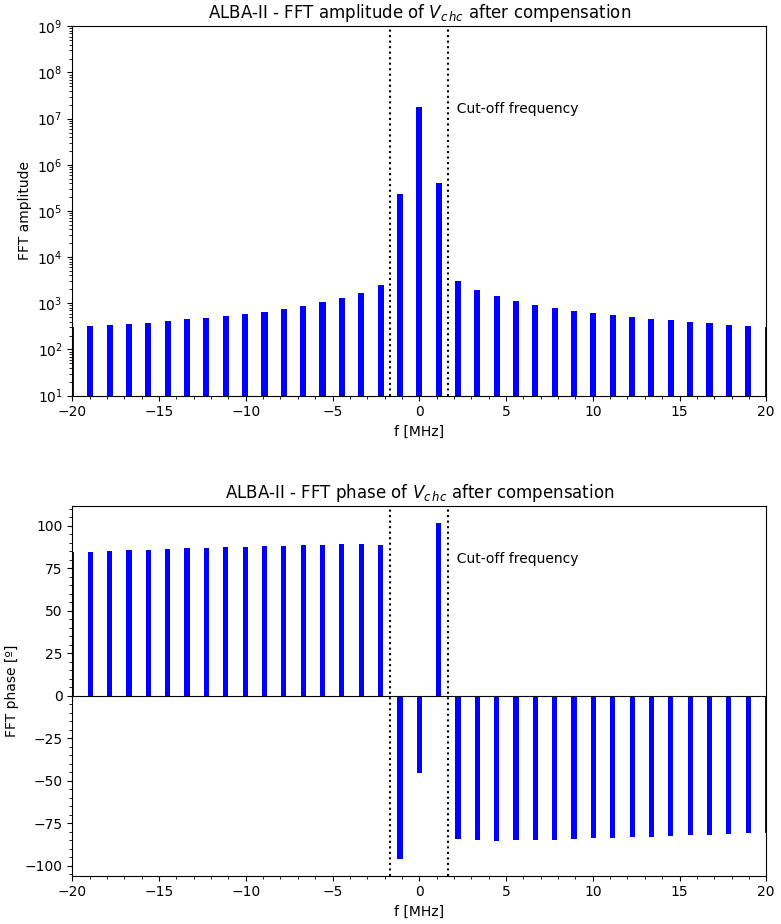 ALBA-II - FFT amplitude of V_chc after compensation
10^9
10^8
10^7
10^6
10^5
10^4
10^3
10^2
10^1
FFT amplitude
Cut-off frequency
−20 −15 −10 −5 0 5 10 15 20
f [MHz]
ALBA-II - FFT phase of V_chc after compensation
100
75
50
25
0
−25
−50
−75
−100
FFT phase [º]
Cut-off frequency
−20 −15 −10 −5 0 5 10 15 20
f [MHz]